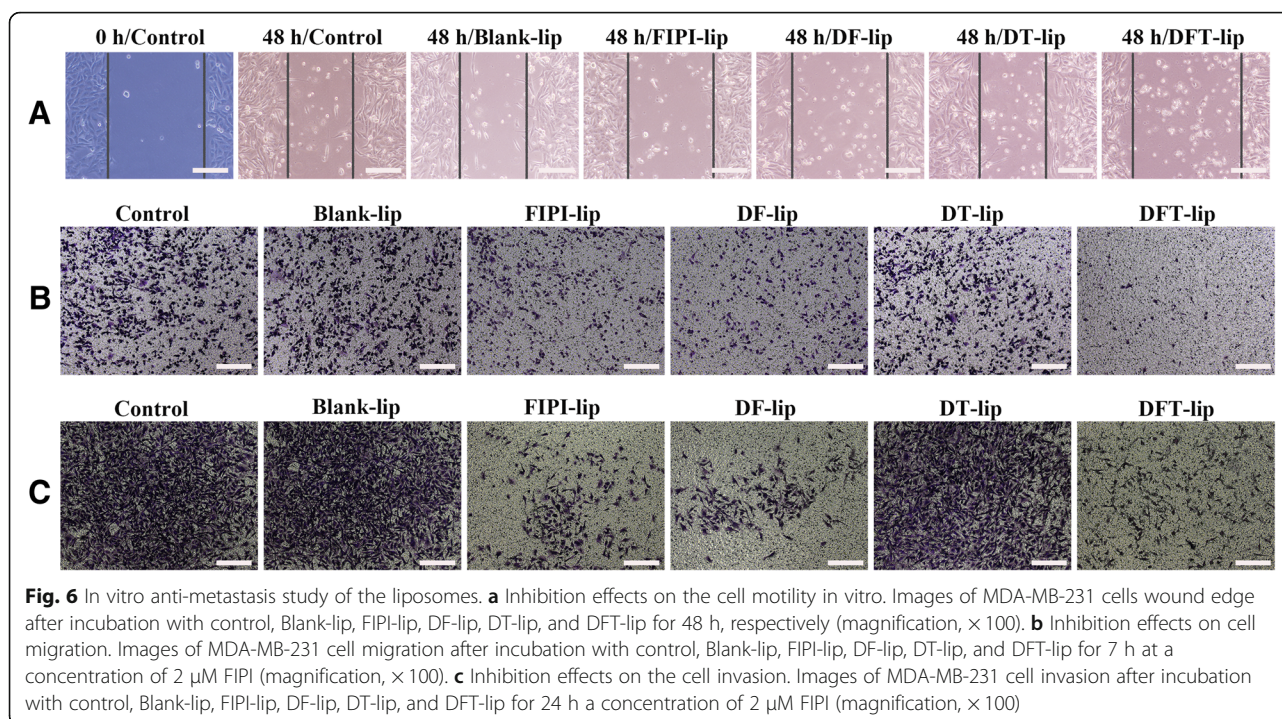 0 h/Control 48 h/Control 48 h/Blank-lip 48 h/FIPI-lip 48 h/DF-lip 48 h/DT-lip 48 h/DFT-lip
A
Control Blank-lip FIPI-lip DF-lip DT-lip DFT-lip
B
Control Blank-lip FIPI-lip DF-lip DT-lip DFT-lip
C
Fig. 6 In vitro anti-metastasis study of the liposomes. a Inhibition effects on the cell motility in vitro. Images of MDA-MB-231 cells wound edge
after incubation with control, Blank-lip, FIPI-lip, DF-lip, DT-lip, and DFT-lip for 48 h, respectively (magnification, × 100). b Inhibition effects on cell
migration. Images of MDA-MB-231 cell migration after incubation with control, Blank-lip, FIPI-lip, DF-lip, DT-lip, and DFT-lip for 7 h at a
concentration of 2 μM FIPI (magnification, × 100). c Inhibition effects on the cell invasion. Images of MDA-MB-231 cell invasion after incubation
with control, Blank-lip, FIPI-lip, DF-lip, DT-lip, and DFT-lip for 24 h a concentration of 2 μM FIPI (magnification, × 100)